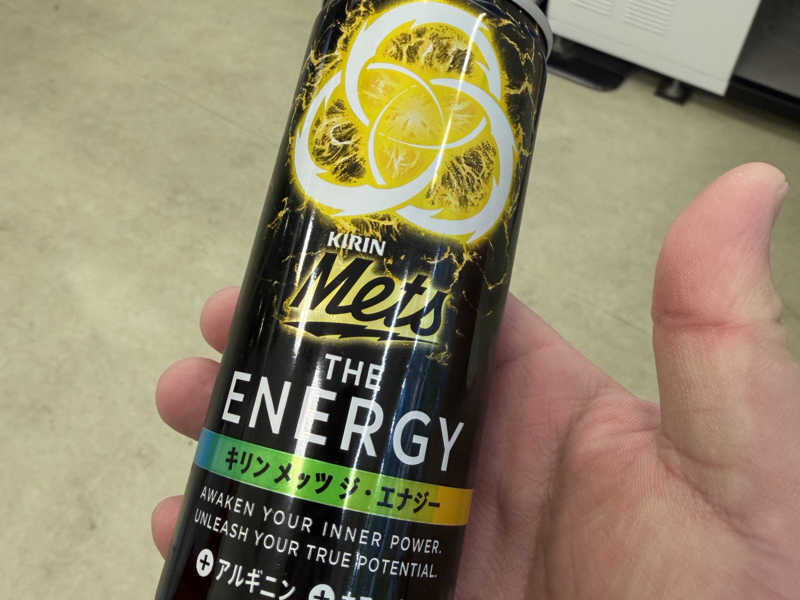 KIRIN
Mets
THE
ENERGY
キリン メッツ ジ・エナジー
AWAKEN YOUR INNER POWER.
UNLEASH YOUR TRUE POTENTIAL.
+アルギニン +